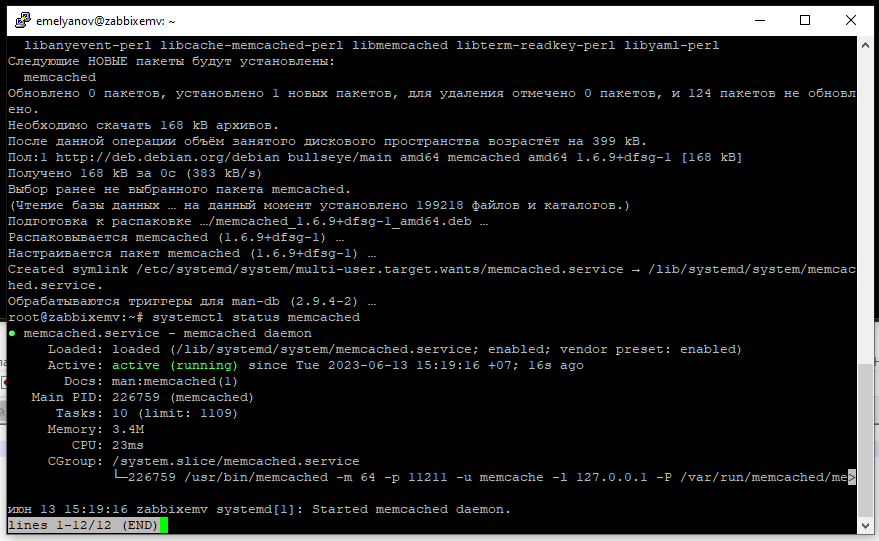 emelyanov@zabbixemv: ~
libanyevent-perl libcache-memcached-perl libmemcached libterm-readkey-perl libyaml-perl
Следующие НОВЫЕ пакеты будут установлены:
memcached
Обновлено 0 пакетов, установлено 1 новых пакетов, для удаления отмечено 0 пакетов, и 124 пакетов не обновл
ено.
Необходимо скачать 168 kB архивов.
После данной операции объём занятого дискового пространства возрастёт на 399 kB.
Пол:1 http://deb.debian.org/debian bullseye/main amd64 memcached amd64 1.6.9+dfsg-1 [168 kB]
Получено 168 kB за 0с (383 kB/s)
Выбор ранее не выбранного пакета memcached.
(Чтение базы данных … на данный момент установлено 199218 файлов и каталогов.)
Подготовка к распаковке …/memcached_1.6.9+dfsg-1_amd64.deb …
Распаковывается memcached (1.6.9+dfsg-1) …
Настраивается пакет memcached (1.6.9+dfsg-1) …
Created symlink /etc/systemd/system/multi-user.target.wants/memcached.service → /lib/systemd/system/memcac
hed.service.
Обрабатываются триггеры для man-db (2.9.4-2) …
root@zabbixemv:~# systemctl status memcached
● memcached.service - memcached daemon
Loaded: loaded (/lib/systemd/system/memcached.service; enabled; vendor preset: enabled)
Active: active (running) since Tue 2023-06-13 15:19:16 +07; 16s ago
Docs: man:memcached(1)
Main PID: 226759 (memcached)
Tasks: 10 (limit: 1109)
Memory: 3.4M
CPU: 23ms
CGroup: /system.slice/memcached.service
└─226759 /usr/bin/memcached -m 64 -p 11211 -u memcache -l 127.0.0.1 -P /var/run/memcached/me>
июн 13 15:19:16 zabbixemv systemd[1]: Started memcached daemon.
lines 1-12/12 (END)